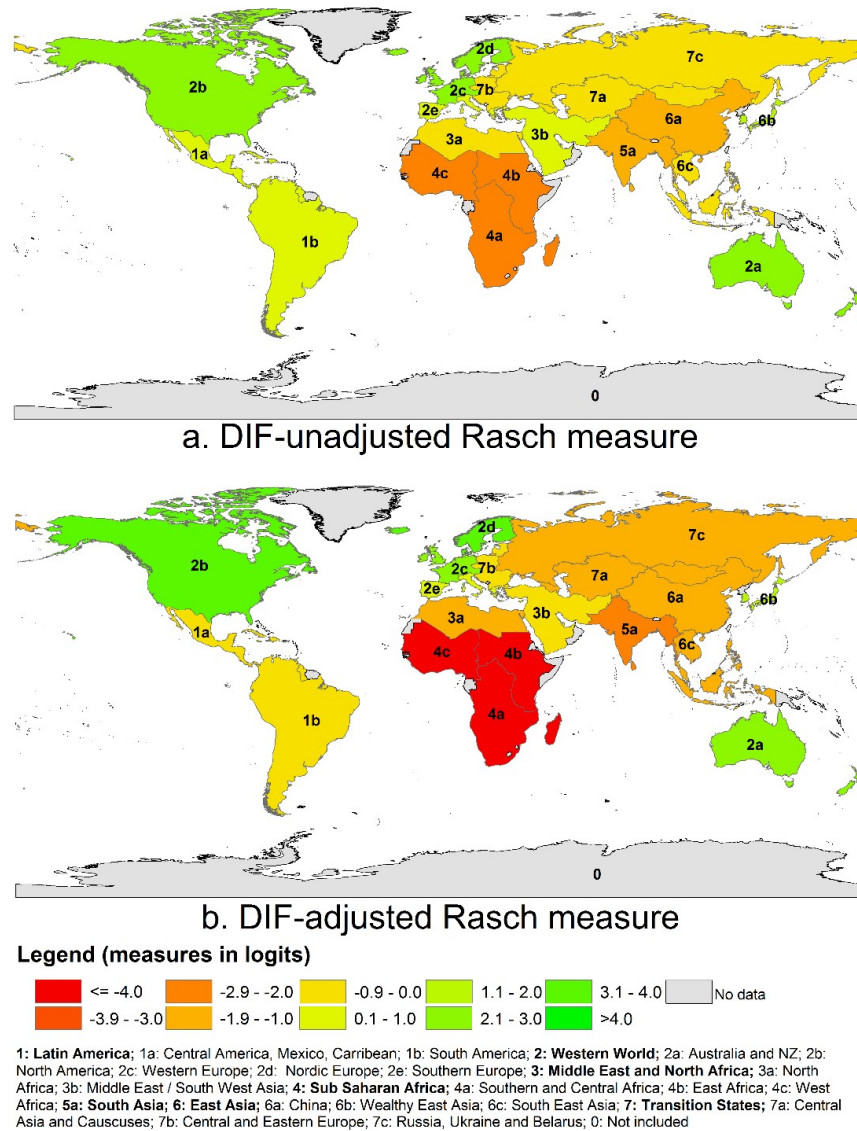 2b
2d
7c
2c
7b
2e
7a
6b
6a
3a
3b
1a
5a
6c
4c
4b
1b
4a
2a
0
a. DIF-unadjusted Rasch measure
2b
2d
7c
2c
7b
2e
7a
6b
6a
3a
3b
1a
5a
6c
4c
4b
1b
4a
2a
0
b. DIF-adjusted Rasch measure
Legend (measures in logits)
<= -4.0 -2.9 - -2.0 -0.9 - 0.0 1.1 - 2.0 3.1 - 4.0 No data
-3.9 - -3.0 -1.9 - -1.0 0.1 - 1.0 2.1 - 3.0 >4.0
1: Latin America; 1a: Central America, Mexico, Carribean; 1b: South America; 2: Western World; 2a: Australia and NZ; 2b:
North America; 2c: Western Europe; 2d: Nordic Europe; 2e: Southern Europe; 3: Middle East and North Africa; 3a: North
Africa; 3b: Middle East / South West Asia; 4: Sub Saharan Africa; 4a: Southern and Central Africa; 4b: East Africa; 4c: West
Africa; 5a: South Asia; 6: East Asia; 6a: China; 6b: Wealthy East Asia; 6c: South East Asia; 7: Transition States; 7a: Central
Asia and Causcuses; 7b: Central and Eastern Europe; 7c: Russia, Ukraine and Belarus; 0: Not included